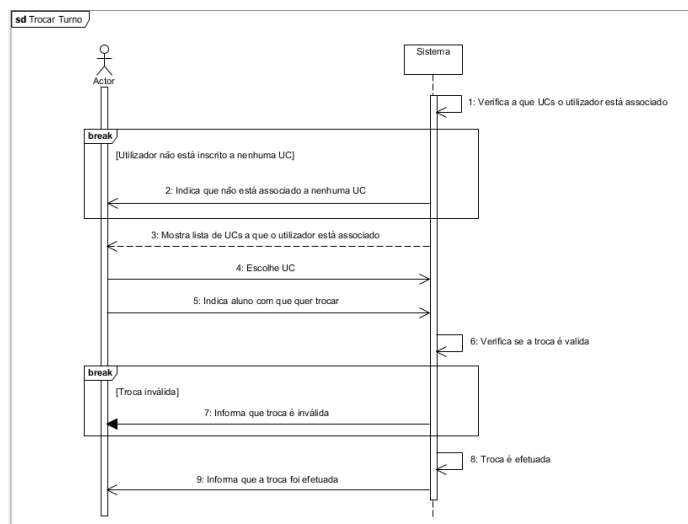 sd Trocar Turno
Sistema
Actor
1: Verifica a que UCs o utilizador está associado
break
[Utilizador não está inscrito a nenhuma UC]
2: Indica que não está associado a nenhuma UC
3: Mostra lista de UCs a que o utilizador está associado
4: Escolhe UC
5: Indica aluno com que quer trocar
6: Verifica se a troca é valida
break
[Troca inválida]
7: Informa que troca é inválida
8: Troca é efetuada
9: Informa que a troca foi efetuada